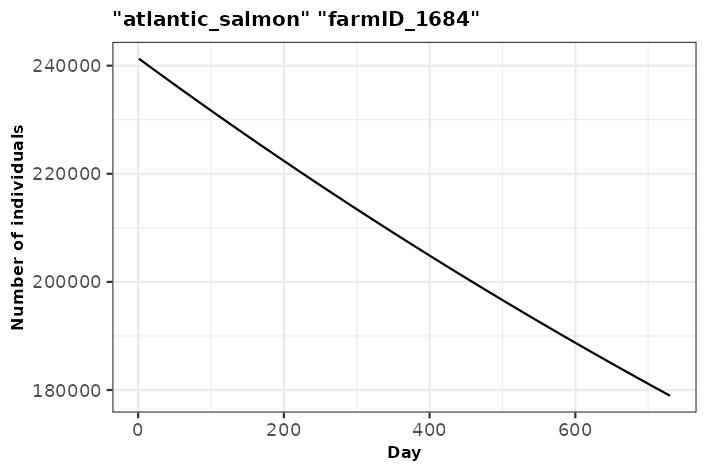 "atlantic_salmon" "farmID_1684"
Number of individuals
240000
220000
200000
180000
0 200 400 600
Day